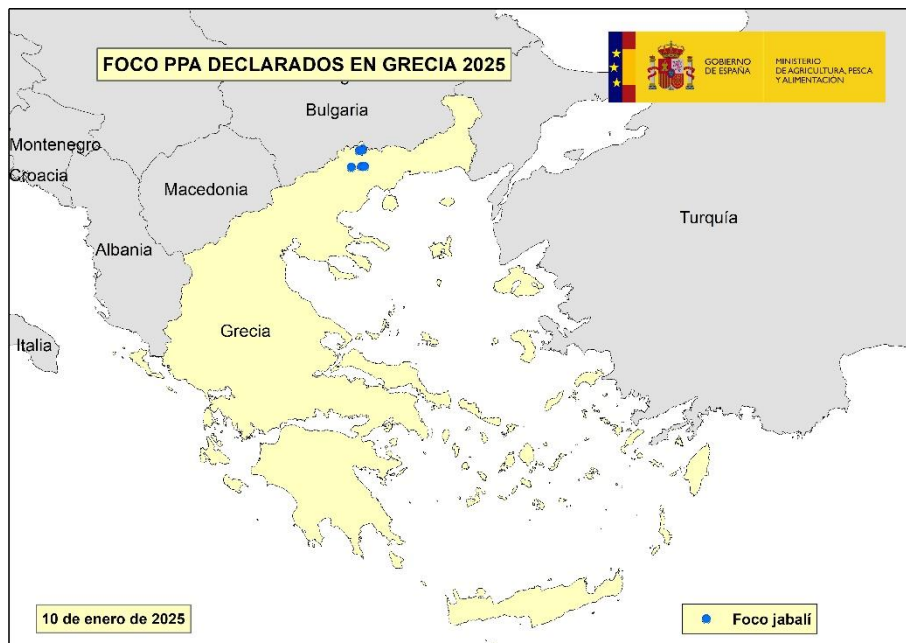 FOCO PPA DECLARADOS EN GRECIA 2025
GOBIERNO
DE ESPAÑA
MINISTERIO
DE AGRICULTURA, PESCA
Y ALIMENTACIÓN
Bulgaria
Montenegro
Croacia
Macedonia
Albania
Turquía
Italia
Grecia
10 de enero de 2025
Foco jabalí